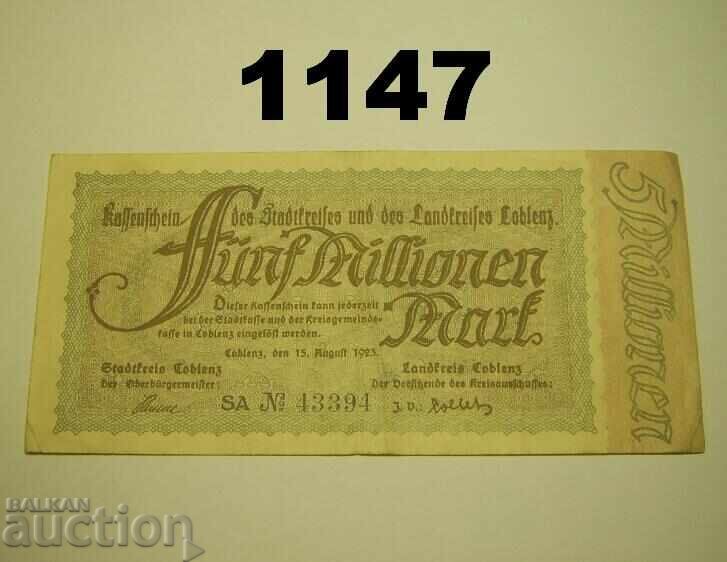 1147
Kassenschein des Stadtkreises und des Landkreises Coblenz.
Fünf Millionen
Mark
Dieser Kassenschein kann jederzeit
bei der Stadtkasse und der Kreisgemeinde-
kasse in Coblenz eingelöst werden.
Coblenz, den 15. August 1923.
Stadtkreis Coblenz
Der Oberbürgermeister:
Landkreis Coblenz
Der Vorsitzende des Kreisausschusses:
SA № 43394
J.V.:
5 Millionen
BALKAN
auction